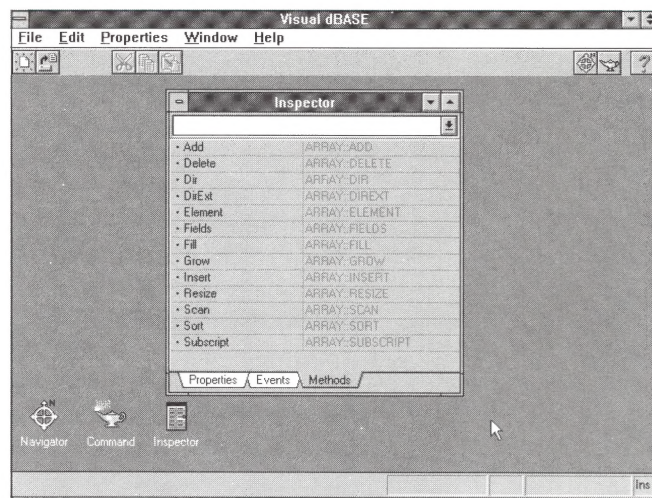 Visual dBASE
File Edit Properties Window Help
N
?
Inspector
Add ARRAY::ADD
Delete ARRAY::DELETE
Dir ARRAY::DIR
DirExt ARRAY::DIREXT
Element ARRAY::ELEMENT
Fields ARRAY::FIELDS
Fill ARRAY::FILL
Grow ARRAY::GROW
Insert ARRAY::INSERT
Resize ARRAY::RESIZE
Scan ARRAY::SCAN
Sort ARRAY::SORT
Subscript ARRAY::SUBSCRIPT
Properties Events Methods
N
Navigator Command Inspector
Ins